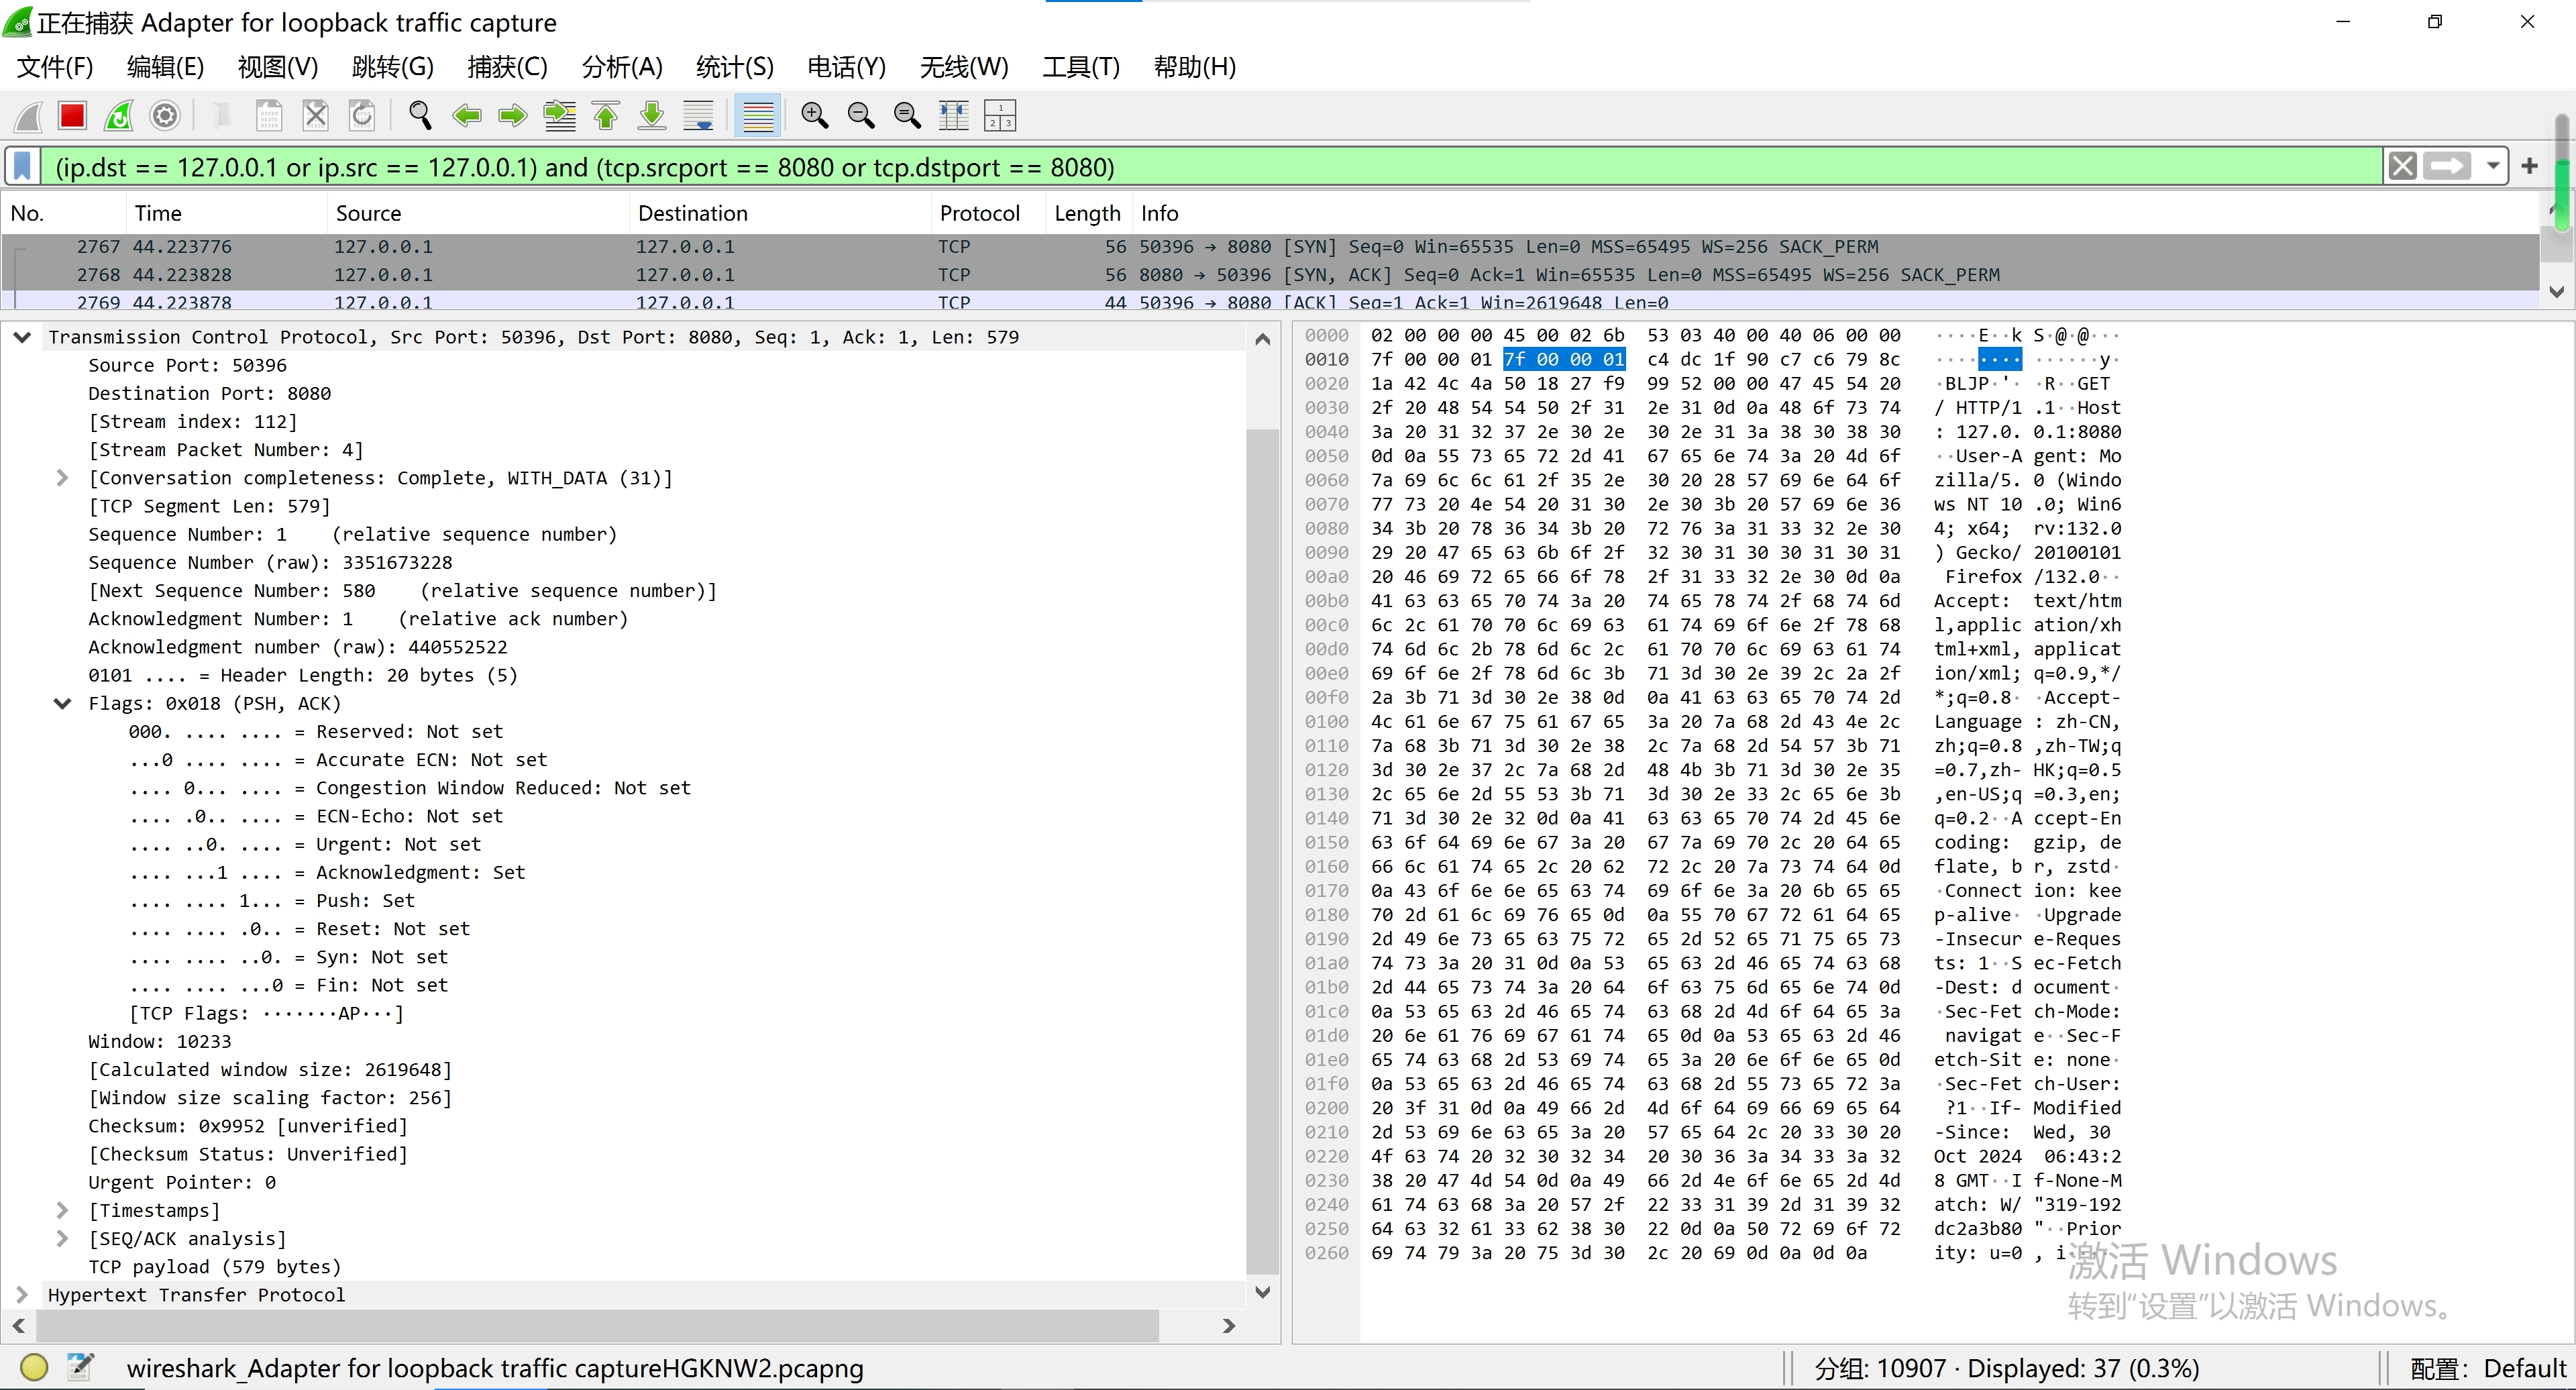 正在捕获 Adapter for loopback traffic capture
文件(F) 编辑(E) 视图(V) 跳转(G) 捕获(C) 分析(A) 统计(S) 电话(Y) 无线(W) 工具(T) 帮助(H)
(ip.dst == 127.0.0.1 or ip.src == 127.0.0.1) and (tcp.srcport == 8080 or tcp.dstport == 8080)
No. Time Source Destination Protocol Length Info
2767 44.223776 127.0.0.1 127.0.0.1 TCP 56 50396 → 8080 [SYN] Seq=0 Win=65535 Len=0 MSS=65495 WS=256 SACK_PERM
2768 44.223828 127.0.0.1 127.0.0.1 TCP 56 8080 → 50396 [SYN, ACK] Seq=0 Ack=1 Win=65535 Len=0 MSS=65495 WS=256 SACK_PERM
2769 44.223878 127.0.0.1 127.0.0.1 TCP 44 50396 → 8080 [ACK] Seq=1 Ack=1 Win=2619648 Len=0
Transmission Control Protocol, Src Port: 50396, Dst Port: 8080, Seq: 1, Ack: 1, Len: 579
Source Port: 50396
Destination Port: 8080
[Stream index: 112]
[Stream Packet Number: 4]
[Conversation completeness: Complete, WITH_DATA (31)]
[TCP Segment Len: 579]
Sequence Number: 1    (relative sequence number)
Sequence Number (raw): 3351673228
[Next Sequence Number: 580    (relative sequence number)]
Acknowledgment Number: 1    (relative ack number)
Acknowledgment number (raw): 440552522
0101 .... = Header Length: 20 bytes (5)
Flags: 0x018 (PSH, ACK)
000. .... .... = Reserved: Not set
...0 .... .... = Accurate ECN: Not set
.... 0... .... = Congestion Window Reduced: Not set
.... .0.. .... = ECN-Echo: Not set
.... ..0. .... = Urgent: Not set
.... ...1 .... = Acknowledgment: Set
.... .... 1... = Push: Set
.... .... .0.. = Reset: Not set
.... .... ..0. = Syn: Not set
.... .... ...0 = Fin: Not set
[TCP Flags: ·······AP···]
Window: 10233
[Calculated window size: 2619648]
[Window size scaling factor: 256]
Checksum: 0x9952 [unverified]
[Checksum Status: Unverified]
Urgent Pointer: 0
[Timestamps]
[SEQ/ACK analysis]
TCP payload (579 bytes)
Hypertext Transfer Protocol
0000 02 00 00 00 45 00 02 6b 53 03 40 00 40 06 00 00 ····E··k S·@·@···
0010 7f 00 00 01 7f 00 00 01 c4 dc 1f 90 c7 c6 79 8c ········ ······y·
0020 1a 42 4c 4a 50 18 27 f9 99 52 00 00 47 45 54 20 ·BLJP·'· ·R··GET
0030 2f 20 48 54 54 50 2f 31 2e 31 0d 0a 48 6f 73 74 / HTTP/1 .1··Host
0040 3a 20 31 32 37 2e 30 2e 30 2e 31 3a 38 30 38 30 : 127.0. 0.1:8080
0050 0d 0a 55 73 65 72 2d 41 67 65 6e 74 3a 20 4d 6f ··User-A gent: Mo
0060 7a 69 6c 6c 61 2f 35 2e 30 20 28 57 69 6e 64 6f zilla/5. 0 (Windo
0070 77 73 20 4e 54 20 31 30 2e 30 3b 20 57 69 6e 36 ws NT 10 .0; Win6
0080 34 3b 20 78 36 34 3b 20 72 76 3a 31 33 32 2e 30 4; x64;  rv:132.0
0090 29 20 47 65 63 6b 6f 2f 32 30 31 30 30 31 30 31 ) Gecko/ 20100101
00a0 20 46 69 72 65 66 6f 78 2f 31 33 32 2e 30 0d 0a  Firefox /132.0··
00b0 41 63 63 65 70 74 3a 20 74 65 78 74 2f 68 74 6d Accept:  text/htm
00c0 6c 2c 61 70 70 6c 69 63 61 74 69 6f 6e 2f 78 68 l,applic ation/xh
00d0 74 6d 6c 2b 78 6d 6c 2c 61 70 70 6c 69 63 61 74 tml+xml, applicat
00e0 69 6f 6e 2f 78 6d 6c 3b 71 3d 30 2e 39 2c 2a 2f ion/xml; q=0.9,*/
00f0 2a 3b 71 3d 30 2e 38 0d 0a 41 63 63 65 70 74 2d *;q=0.8· ·Accept-
0100 4c 61 6e 67 75 61 67 65 3a 20 7a 68 2d 43 4e 2c Language : zh-CN,
0110 7a 68 3b 71 3d 30 2e 38 2c 7a 68 2d 54 57 3b 71 zh;q=0.8 ,zh-TW;q
0120 3d 30 2e 37 2c 7a 68 2d 48 4b 3b 71 3d 30 2e 35 =0.7,zh- HK;q=0.5
0130 2c 65 6e 2d 55 53 3b 71 3d 30 2e 33 2c 65 6e 3b ,en-US;q =0.3,en;
0140 71 3d 30 2e 32 0d 0a 41 63 63 65 70 74 2d 45 6e q=0.2··A ccept-En
0150 63 6f 64 69 6e 67 3a 20 67 7a 69 70 2c 20 64 65 coding:  gzip, de
0160 66 6c 61 74 65 2c 20 62 72 2c 20 7a 73 74 64 0d flate, b r, zstd·
0170 0a 43 6f 6e 6e 65 63 74 69 6f 6e 3a 20 6b 65 65 ·Connect ion: kee
0180 70 2d 61 6c 69 76 65 0d 0a 55 70 67 72 61 64 65 p-alive· ·Upgrade
0190 2d 49 6e 73 65 63 75 72 65 2d 52 65 71 75 65 73 -Insecur e-Reques
01a0 74 73 3a 20 31 0d 0a 53 65 63 2d 46 65 74 63 68 ts: 1··S ec-Fetch
01b0 2d 44 65 73 74 3a 20 64 6f 63 75 6d 65 6e 74 0d -Dest: d ocument·
01c0 0a 53 65 63 2d 46 65 74 63 68 2d 4d 6f 64 65 3a ·Sec-Fet ch-Mode:
01d0 20 6e 61 76 69 67 61 74 65 0d 0a 53 65 63 2d 46  navigat e··Sec-F
01e0 65 74 63 68 2d 53 69 74 65 3a 20 6e 6f 6e 65 0d etch-Sit e: none·
01f0 0a 53 65 63 2d 46 65 74 63 68 2d 55 73 65 72 3a ·Sec-Fet ch-User:
0200 20 3f 31 0d 0a 49 66 2d 4d 6f 64 69 66 69 65 64  ?1··If- Modified
0210 2d 53 69 6e 63 65 3a 20 57 65 64 2c 20 33 30 20 -Since:  Wed, 30
0220 4f 63 74 20 32 30 32 34 20 30 36 3a 34 33 3a 32 Oct 2024  06:43:2
0230 38 20 47 4d 54 0d 0a 49 66 2d 4e 6f 6e 65 2d 4d 8 GMT··I f-None-M
0240 61 74 63 68 3a 20 57 2f 22 33 31 39 2d 31 39 32 atch: W/ "319-192
0250 64 63 32 61 33 62 38 30 22 0d 0a 50 72 69 6f 72 dc2a3b80 "··Prior
0260 69 74 79 3a 20 75 3d 30 2c 20 69 0d 0a 0d 0a ity: u=0 , i····
激活 Windows
转到“设置”以激活 Windows。
wireshark_Adapter for loopback traffic captureHGKNW2.pcapng
分组: 10907 · Displayed: 37 (0.3%)
配置: Default